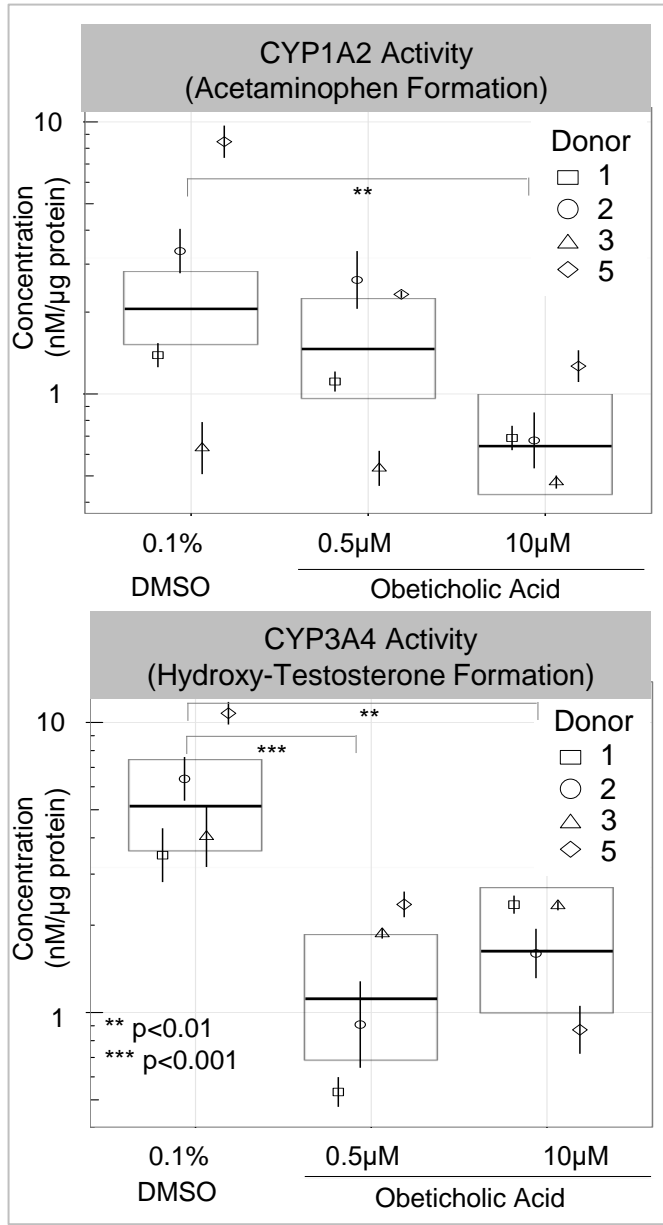 CYP1A2 Activity
(Acetaminophen Formation)
Concentration
(nM/µg protein)
10
1
**
Donor
1
2
3
5
0.1%
DMSO
0.5µM
10µM
Obeticholic Acid
CYP3A4 Activity
(Hydroxy-Testosterone Formation)
Concentration
(nM/µg protein)
10
1
**
***
Donor
1
2
3
5
** p<0.01
*** p<0.001
0.1%
DMSO
0.5µM
10µM
Obeticholic Acid